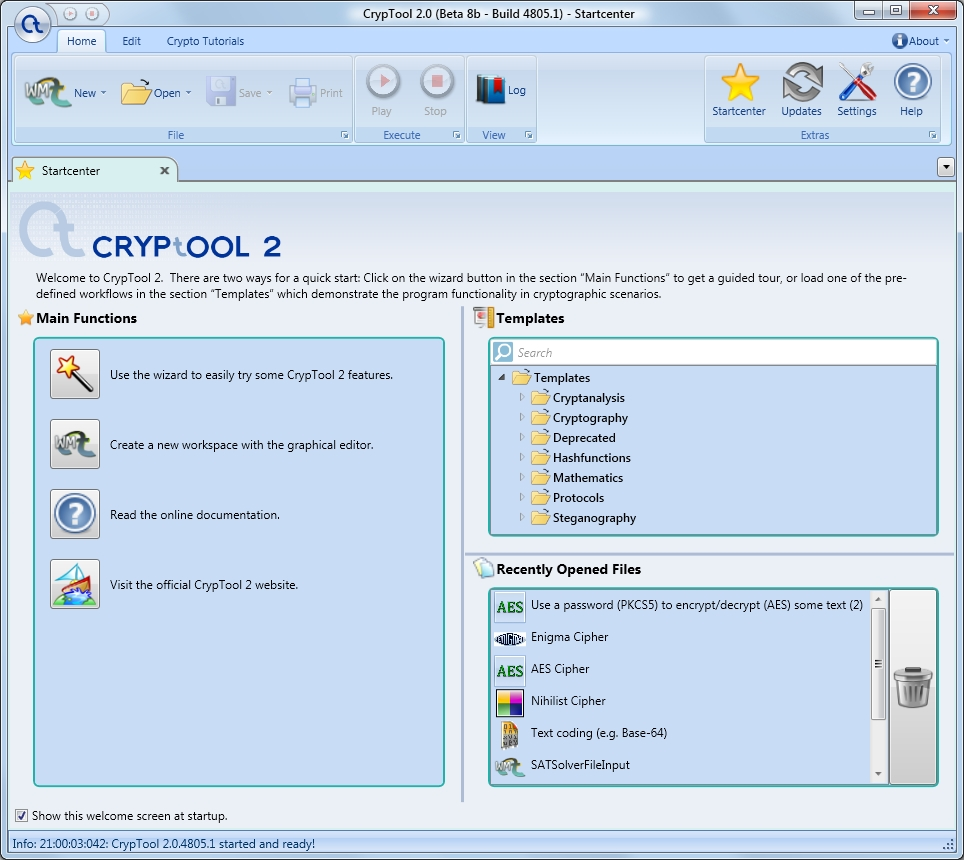 CrypTool 2.0 (Beta 8b - Build 4805.1) - Startcenter
Ct
Home Edit Crypto Tutorials About
New Open Save Print Play Stop Log Startcenter Updates Settings Help
File Execute View Extras
Startcenter
Ct CRYPtOOL 2
Welcome to CrypTool 2. There are two ways for a quick start: Click on the wizard button in the section "Main Functions" to get a guided tour, or load one of the pre-
defined workflows in the section "Templates" which demonstrate the program functionality in cryptographic scenarios.
Main Functions
Use the wizard to easily try some CrypTool 2 features.
Create a new workspace with the graphical editor.
Read the online documentation.
Visit the official CrypTool 2 website.
Templates
Search
Templates
Cryptanalysis
Cryptography
Deprecated
Hashfunctions
Mathematics
Protocols
Steganography
Recently Opened Files
AES Use a password (PKCS5) to encrypt/decrypt (AES) some text (2)
ENIGMA Enigma Cipher
AES AES Cipher
Nihilist Cipher
Text coding (e.g. Base-64)
SATSolverFileInput
Show this welcome screen at startup.
Info: 21:00:03:042: CrypTool 2.0.4805.1 started and ready!